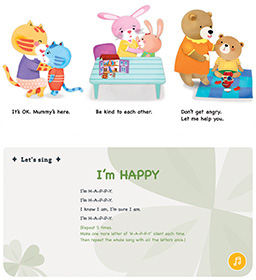 It's OK. Mummy's here.
Be kind to each other.
Don't get angry.
Let me help you.
Let's sing
I'm HAPPY
I'm H-A-P-P-Y.
I'm H-A-P-P-Y.
I know I am, I'm sure I am.
I'm H-A-P-P-Y.
(Repeat 5 times.
Make one more letter of "H-A-P-P-Y" silent each time.
Then repeat the whole song with all the letters once.)